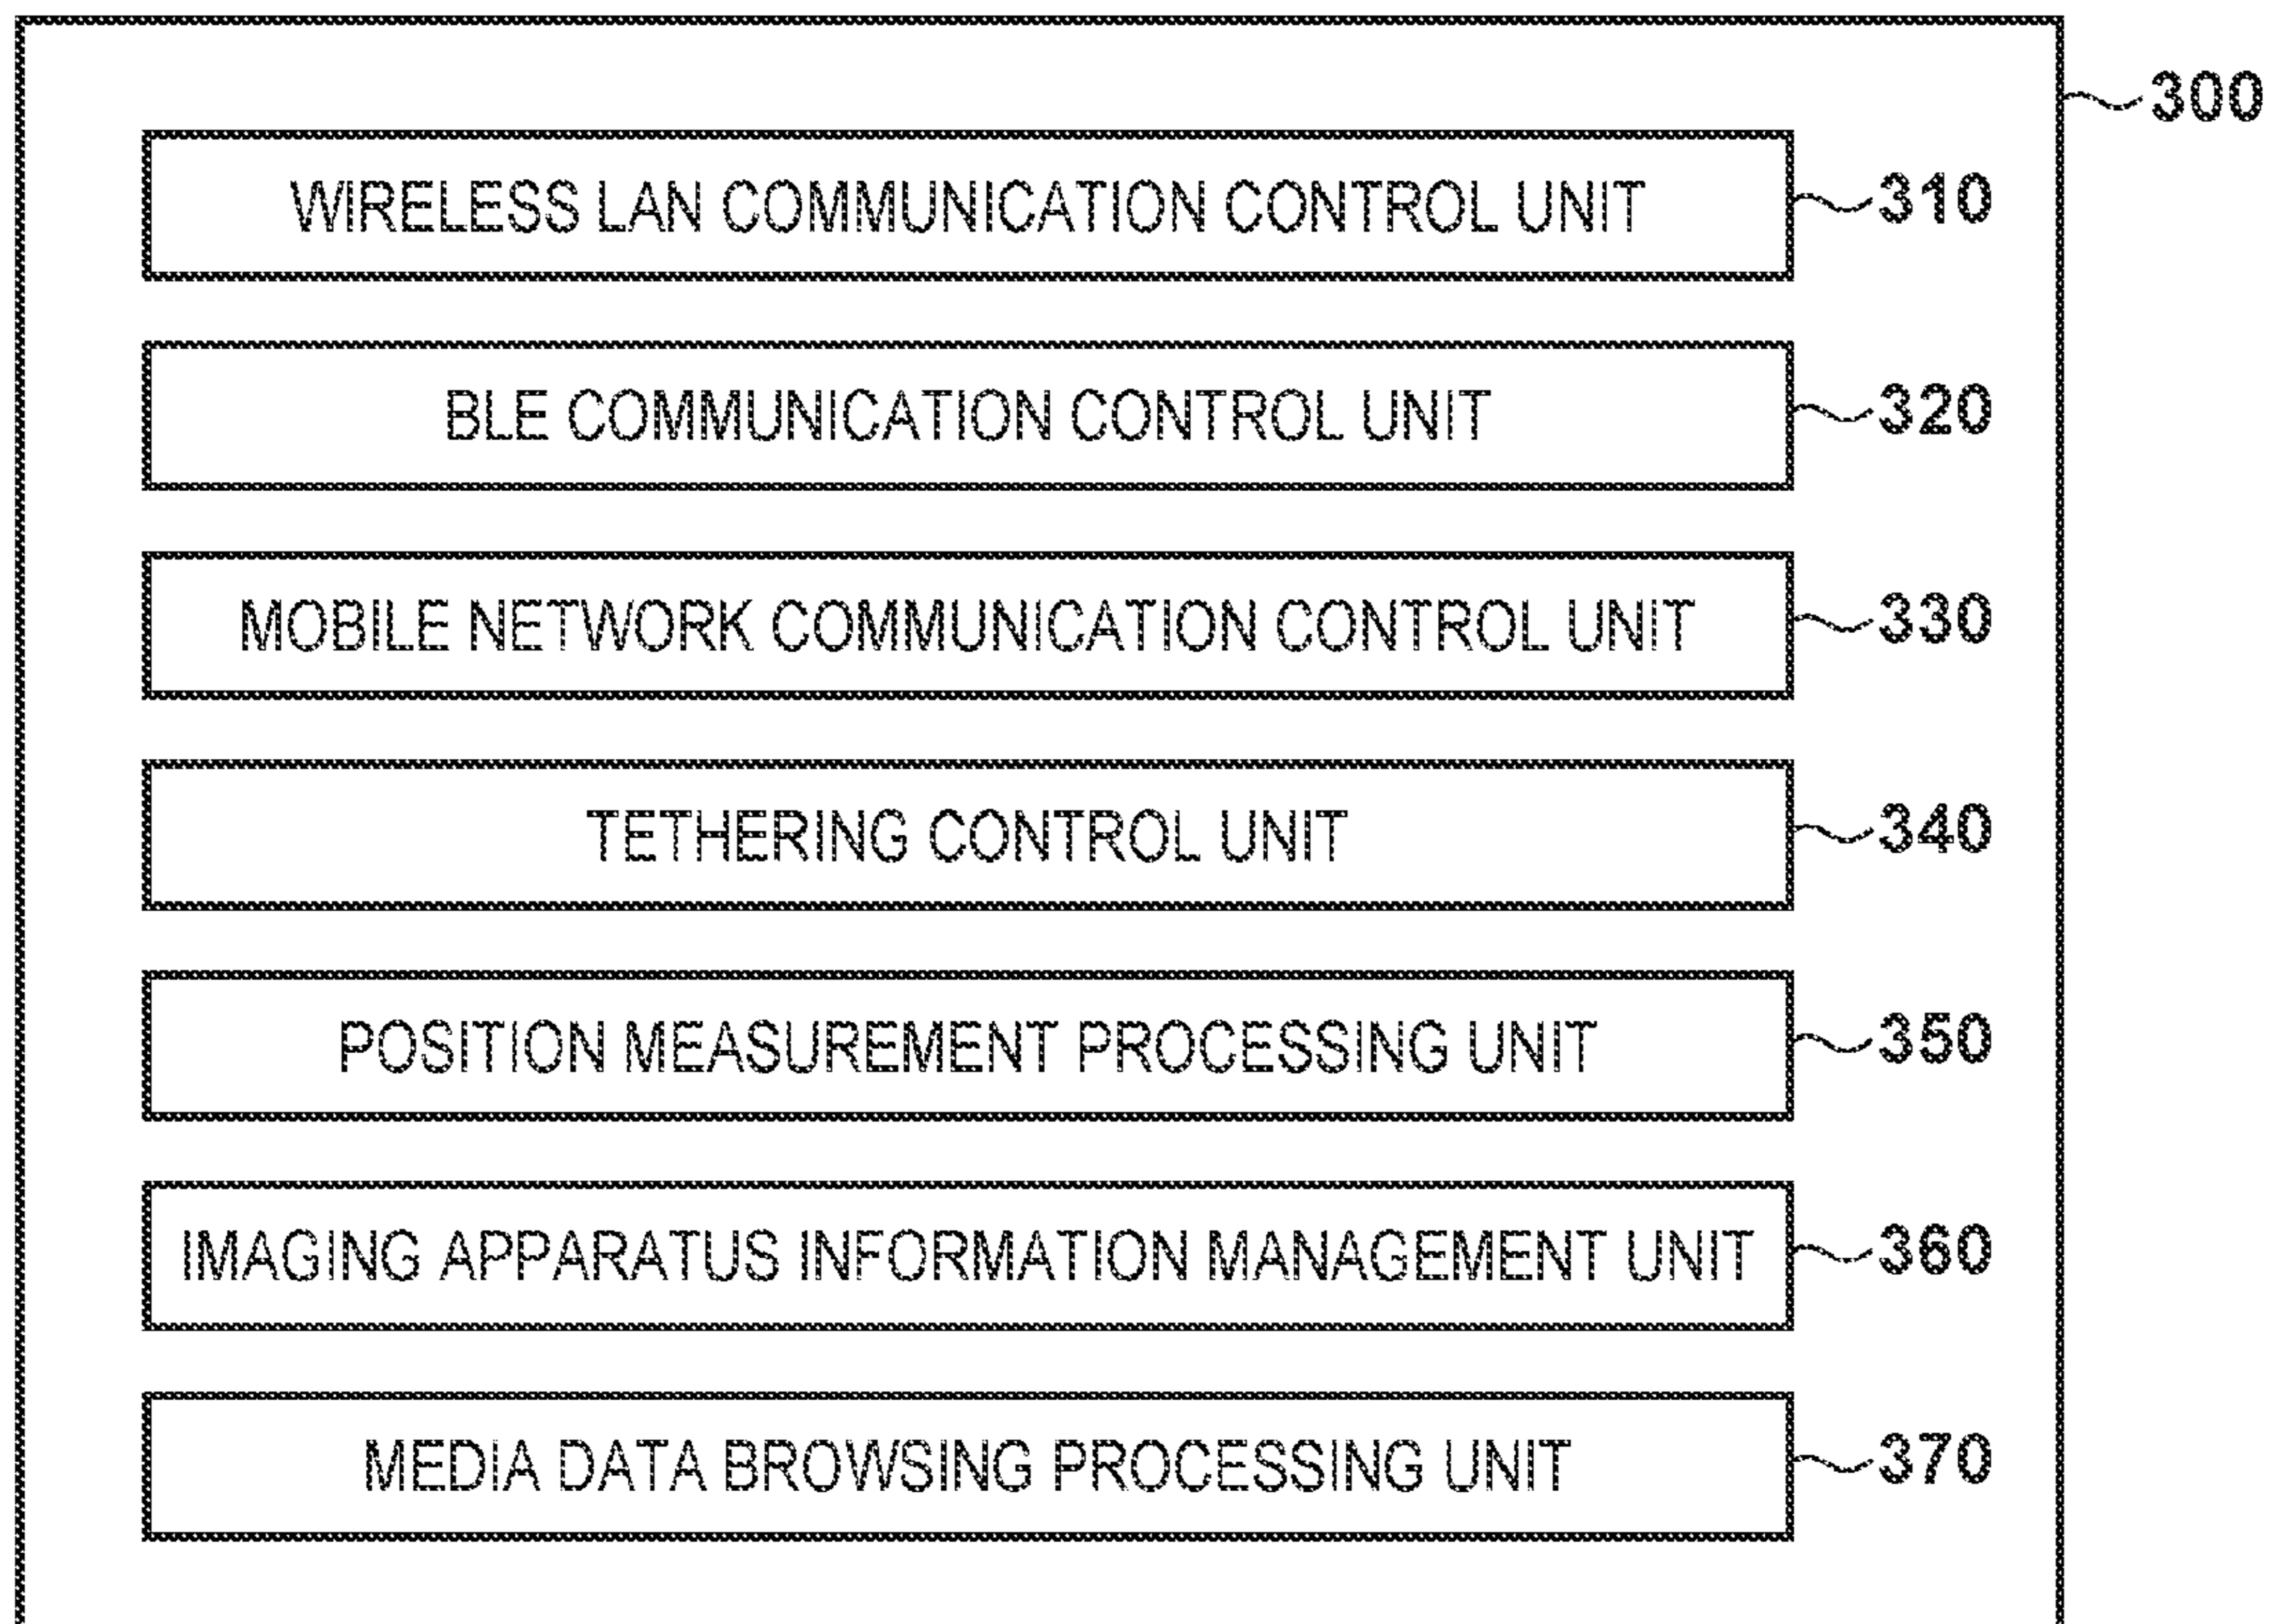 300
WIRELESS LAN COMMUNICATION CONTROL UNIT 310
BLE COMMUNICATION CONTROL UNIT 320
MOBILE NETWORK COMMUNICATION CONTROL UNIT 330
TETHERING CONTROL UNIT 340
POSITION MEASUREMENT PROCESSING UNIT 350
IMAGING APPARATUS INFORMATION MANAGEMENT UNIT 360
MEDIA DATA BROWSING PROCESSING UNIT 370